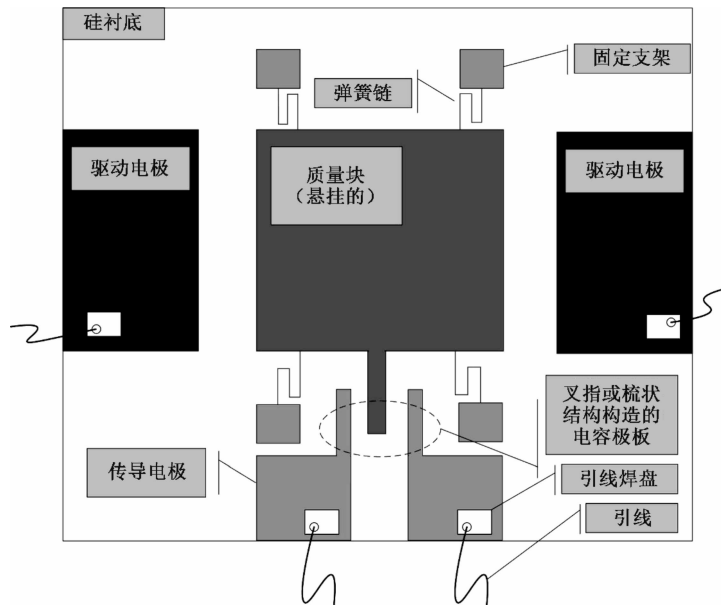 硅衬底
固定支架
弹簧链
驱动电极
质量块
（悬挂的）
驱动电极
叉指或梳状
结构构造的
电容极板
传导电极
引线焊盘
引线